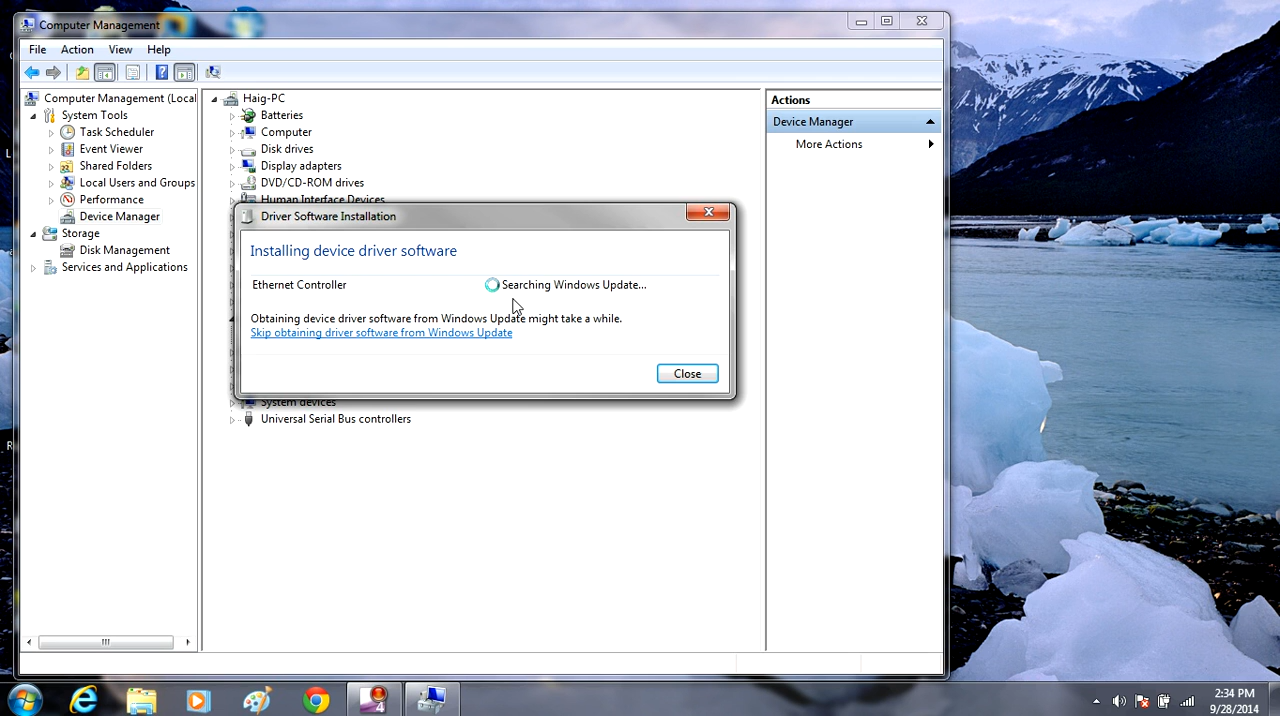 Computer Management
File Action View Help
Computer Management (Local
System Tools
Task Scheduler
Event Viewer
Shared Folders
Local Users and Groups
Performance
Device Manager
Storage
Disk Management
Services and Applications
Haig-PC
Batteries
Computer
Disk drives
Display adapters
DVD/CD-ROM drives
Human Interface Devices
Driver Software Installation
Installing device driver software
Ethernet Controller Searching Windows Update...
Obtaining device driver software from Windows Update might take a while.
Skip obtaining driver software from Windows Update
Close
System devices
Universal Serial Bus controllers
Actions
Device Manager
More Actions
4
2:34 PM
9/28/2014